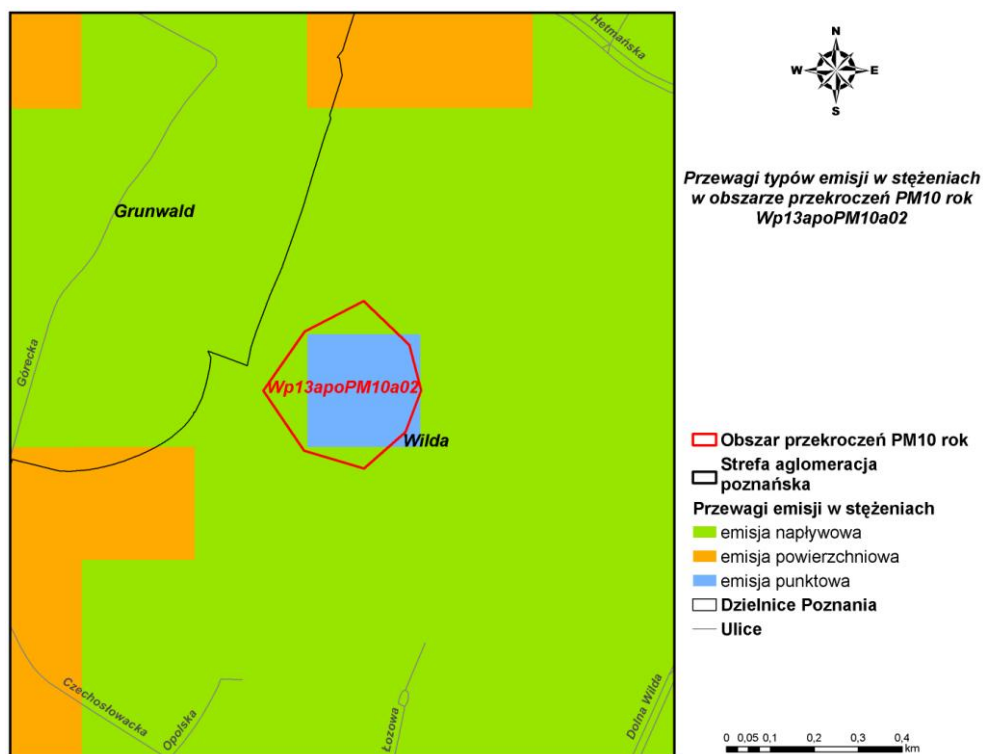 Hetmańska
N
W
E
S
Przewagi typów emisji w stężeniach
w obszarze przekroczeń PM10 rok
Wp13apoPM10a02
Grunwald
Górecka
Wp13apoPM10a02
Wilda
Obszar przekroczeń PM10 rok
Strefa aglomeracja
poznańska
Przewagi emisji w stężeniach
emisja napływowa
emisja powierzchniowa
emisja punktowa
Dzielnice Poznania
Ulice
Czechosłowacka
Opolska
Łozowa
Dolna Wilda
0 0,05 0,1 0,2 0,3 0,4
km